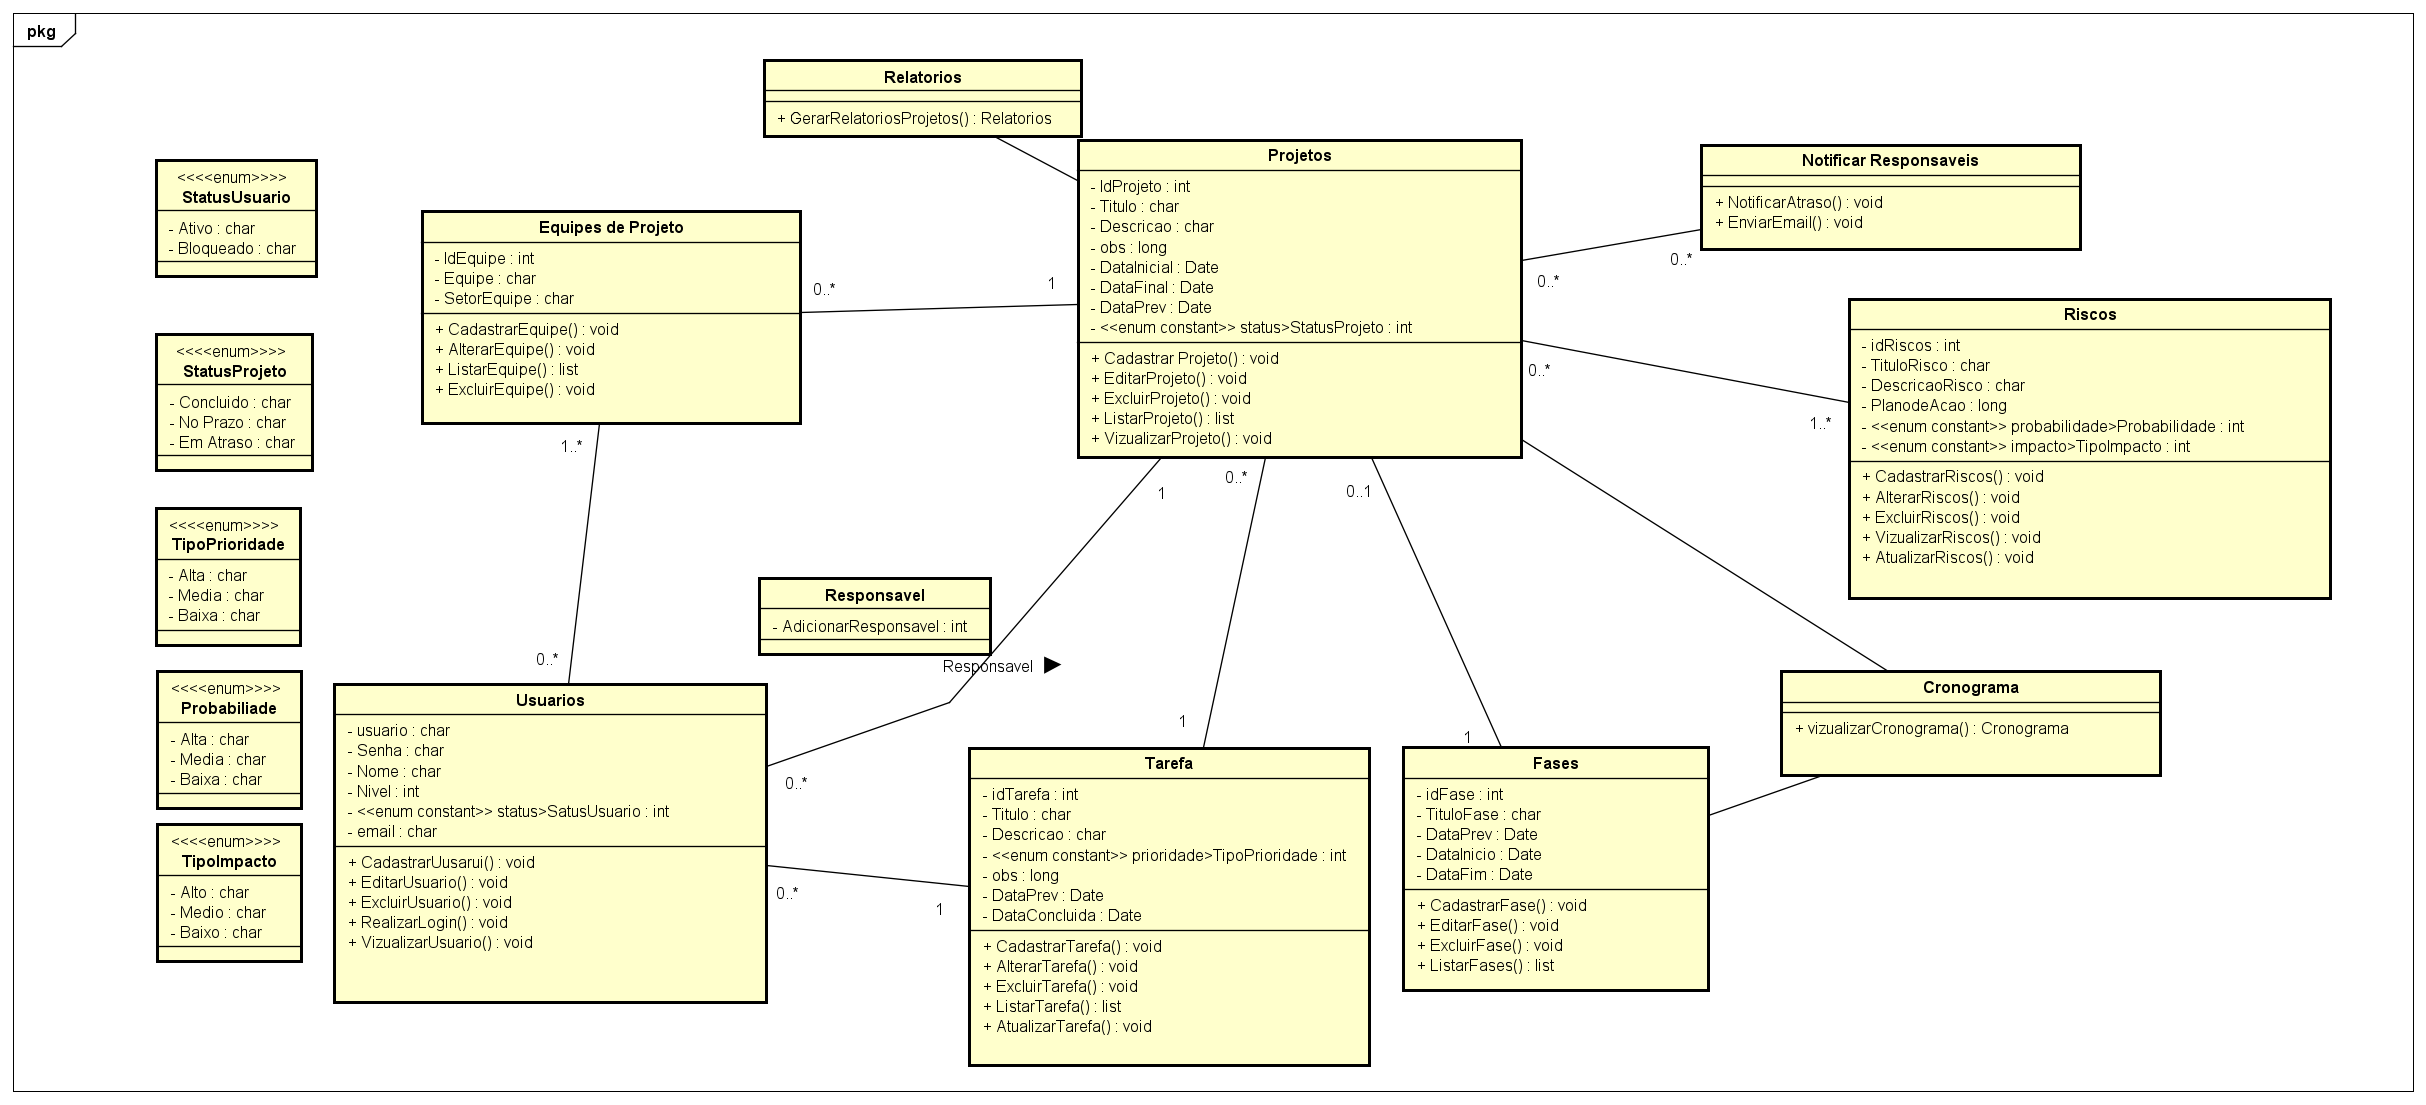 pkg
Relatorios
+ GerarRelatoriosProjetos() : Relatorios
Projetos
- IdProjeto : int
- Titulo : char
- Descricao : char
- obs : long
- DataInicial : Date
- DataFinal : Date
- DataPrev : Date
- <<enum constant>> status>StatusProjeto : int
+ Cadastrar Projeto() : void
+ EditarProjeto() : void
+ ExcluirProjeto() : void
+ ListarProjeto() : list
+ VizualizarProjeto() : void
Notificar Responsaveis
+ NotificarAtraso() : void
+ EnviarEmail() : void
<<<<enum>>>>
StatusUsuario
- Ativo : char
- Bloqueado : char
Equipes de Projeto
- IdEquipe : int
- Equipe : char
- SetorEquipe : char
+ CadastrarEquipe() : void
+ AlterarEquipe() : void
+ ListarEquipe() : list
+ ExcluirEquipe() : void
0..*
1
0..*
0..*
Riscos
- idRiscos : int
- TituloRisco : char
- DescricaoRisco : char
- PlanodeAcao : long
- <<enum constant>> probabilidade>Probabilidade : int
- <<enum constant>> impacto>TipoImpacto : int
+ CadastrarRiscos() : void
+ AlterarRiscos() : void
+ ExcluirRiscos() : void
+ VizualizarRiscos() : void
+ AtualizarRiscos() : void
0..*
1..*
<<<<enum>>>>
StatusProjeto
- Concluido : char
- No Prazo : char
- Em Atraso : char
1..*
0..*
1
0..*
0..1
<<<<enum>>>>
TipoPrioridade
- Alta : char
- Media : char
- Baixa : char
Responsavel
- AdicionarResponsavel : int
Responsavel
<<<<enum>>>>
Probabiliade
- Alta : char
- Media : char
- Baixa : char
Usuarios
- usuario : char
- Senha : char
- Nome : char
- Nivel : int
- <<enum constant>> status>SatusUsuario : int
- email : char
+ CadastrarUusarui() : void
+ EditarUsuario() : void
+ ExcluirUsuario() : void
+ RealizarLogin() : void
+ VizualizarUsuario() : void
0..*
1
1
Cronograma
+ vizualizarCronograma() : Cronograma
Tarefa
- idTarefa : int
- Titulo : char
- Descricao : char
- <<enum constant>> prioridade>TipoPrioridade : int
- obs : long
- DataPrev : Date
- DataConcluida : Date
+ CadastrarTarefa() : void
+ AlterarTarefa() : void
+ ExcluirTarefa() : void
+ ListarTarefa() : list
+ AtualizarTarefa() : void
Fases
- idFase : int
- TituloFase : char
- DataPrev : Date
- DataInicio : Date
- DataFim : Date
+ CadastrarFase() : void
+ EditarFase() : void
+ ExcluirFase() : void
+ ListarFases() : list
<<<<enum>>>>
TipoImpacto
- Alto : char
- Medio : char
- Baixo : char
0..*
1